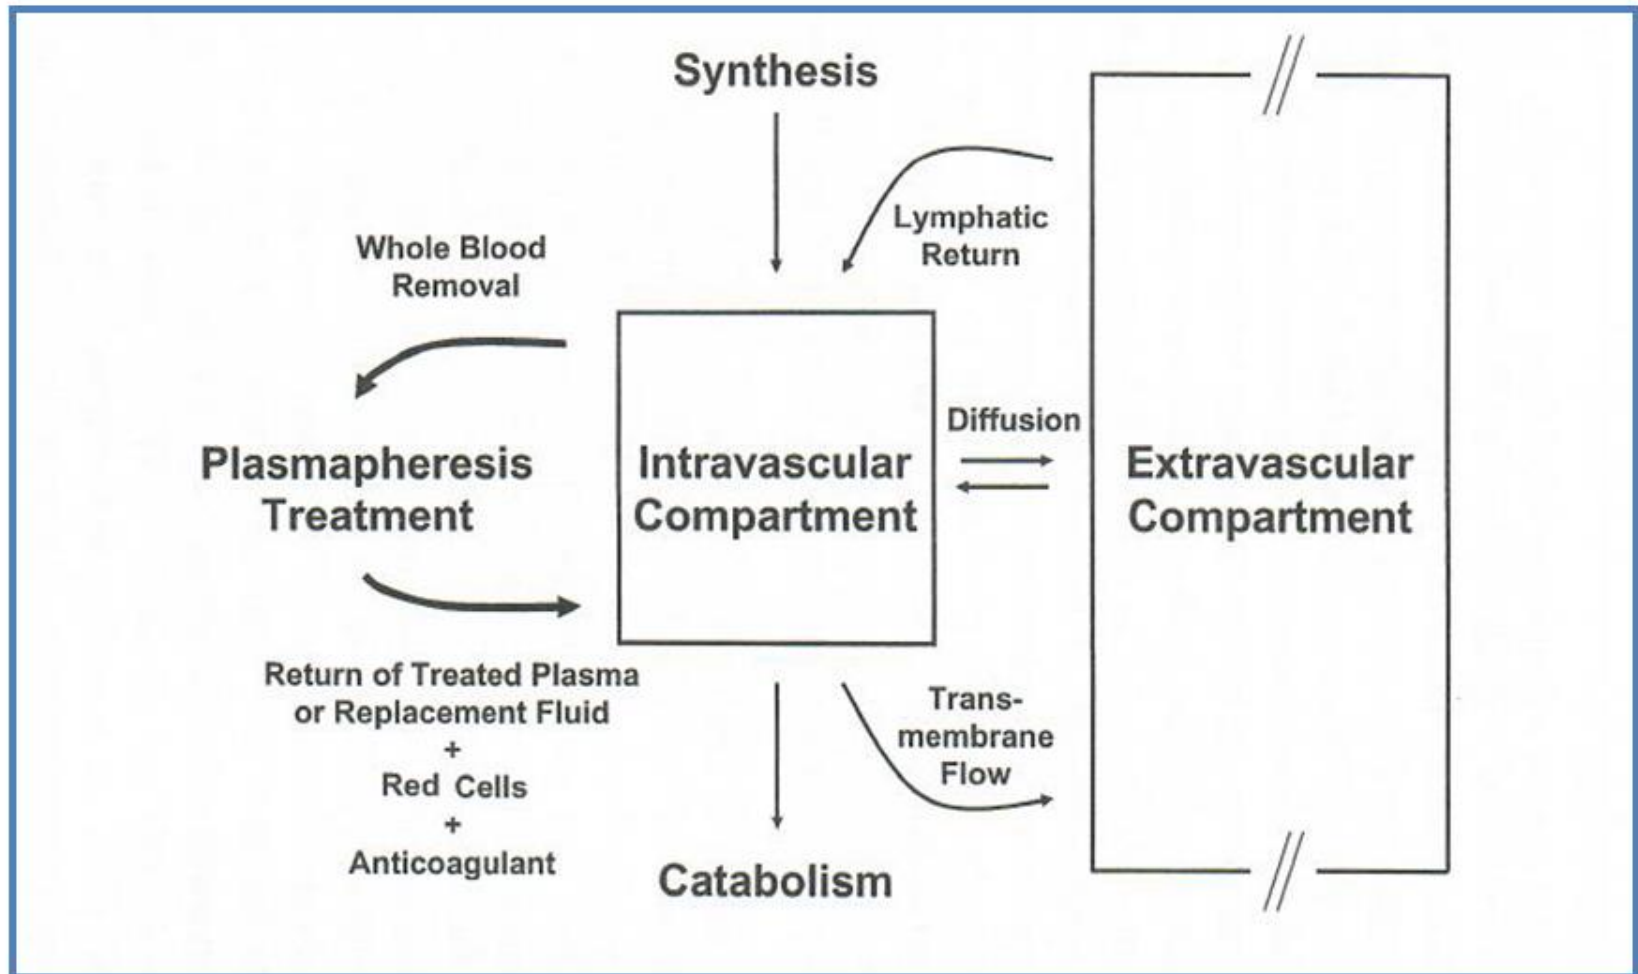 Synthesis
Lymphatic
Return
Whole Blood
Removal
Diffusion
Plasmapheresis
Treatment
Intravascular
Compartment
Extravascular
Compartment
Return of Treated Plasma
or Replacement Fluid
+
Red Cells
+
Anticoagulant
Trans-
membrane
Flow
Catabolism